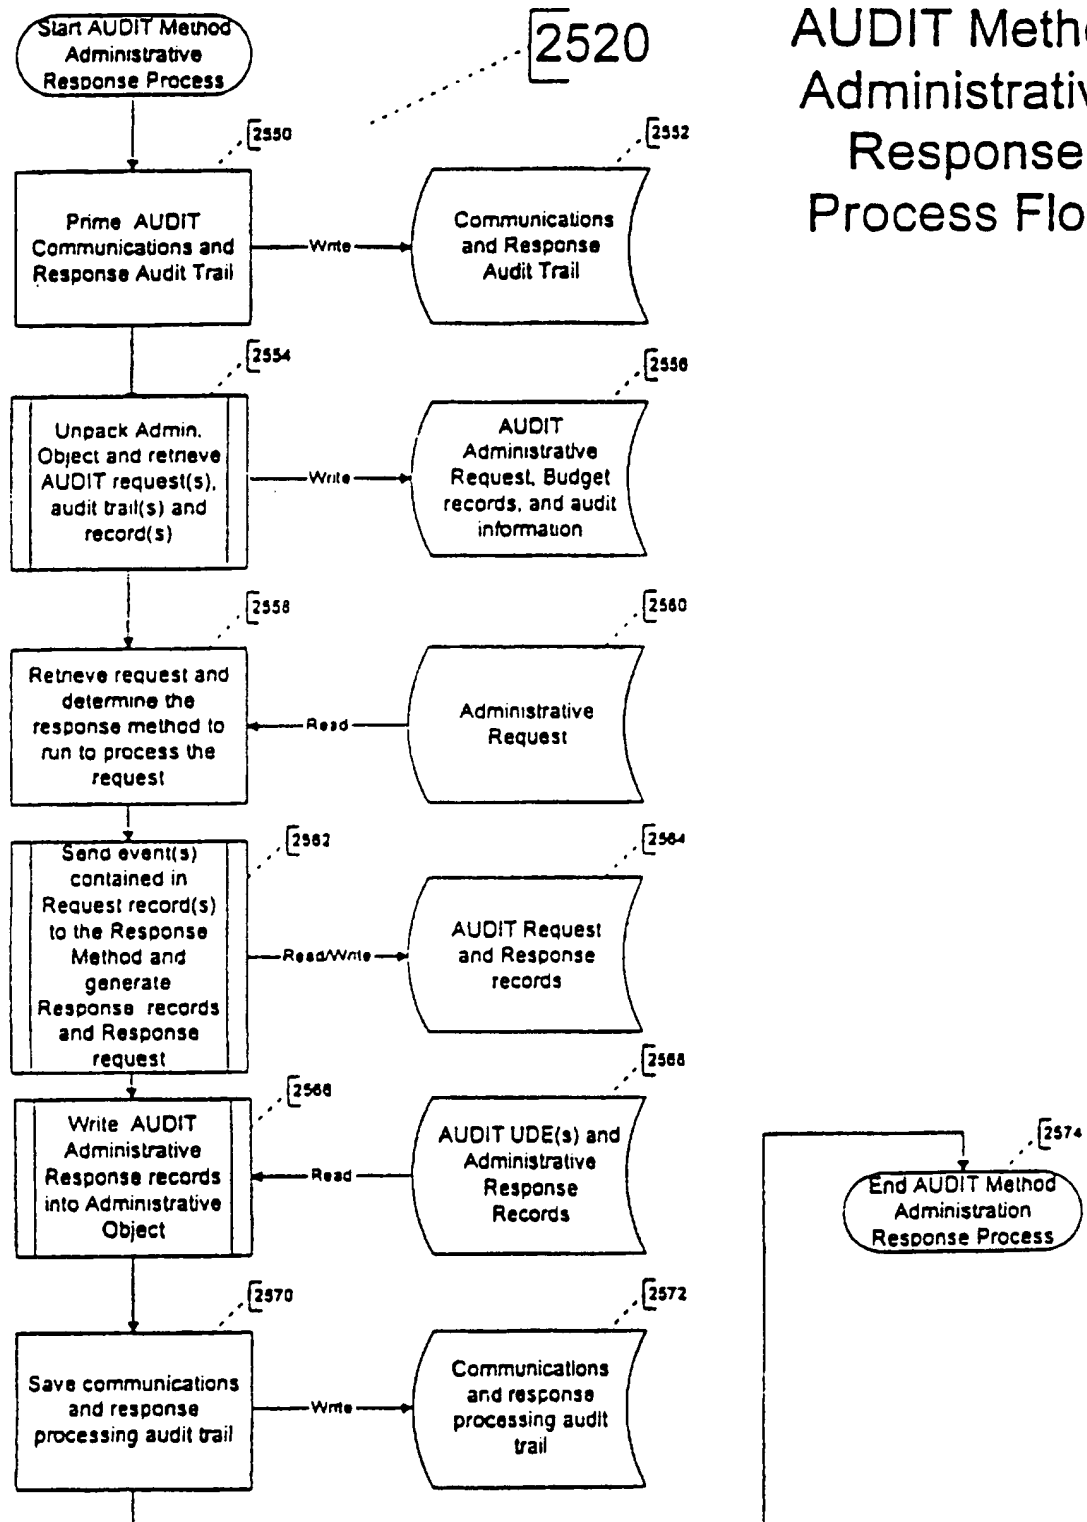 Start AUDIT Method
Administrative
Response Process
2520
AUDIT Metho
Administrativ
Response
Process Flo
2550
Prime AUDIT
Communications and
Response Audit Trail
Write
2552
Communications
and Response
Audit Trail
2554
Unpack Admin.
Object and retrieve
AUDIT request(s),
audit trail(s) and
record(s)
Write
2556
AUDIT
Administrative
Request, Budget
records, and audit
information
2558
Retrieve request and
determine the
response method to
run to process the
request
Read
2560
Administrative
Request
2562
Send event(s)
contained in
Request record(s)
to the Response
Method and
generate
Response records
and Response
request
Read/Write
2564
AUDIT Request
and Response
records
2566
Write AUDIT
Administrative
Response records
into Administrative
Object
Read
2568
AUDIT UDE(s) and
Administrative
Response
Records
2570
Save communications
and response
processing audit trail
Write
2572
Communications
and response
processing audit
trail
2574
End AUDIT Method
Administration
Response Process